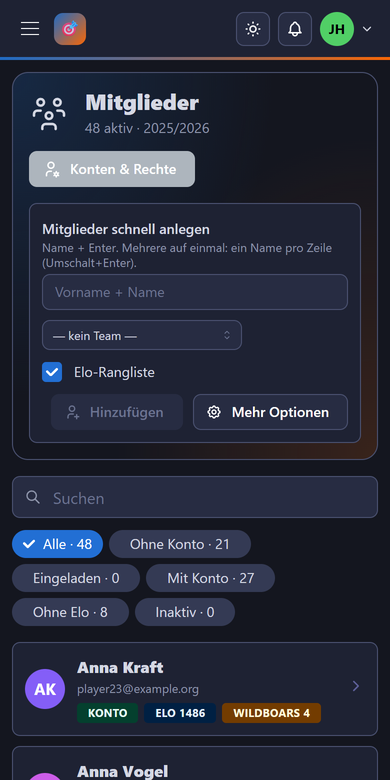 JH
Mitglieder
48 aktiv · 2025/2026
Konten & Rechte
Mitglieder schnell anlegen
Name + Enter. Mehrere auf einmal: ein Name pro Zeile
(Umschalt+Enter).
Vorname + Name
— kein Team —
Elo-Rangliste
Hinzufügen
Mehr Optionen
Suchen
Alle · 48
Ohne Konto · 21
Eingeladen · 0
Mit Konto · 27
Ohne Elo · 8
Inaktiv · 0
AK
Anna Kraft
player23@example.org
KONTO
ELO 1486
WILDBOARS 4
Anna Vogel